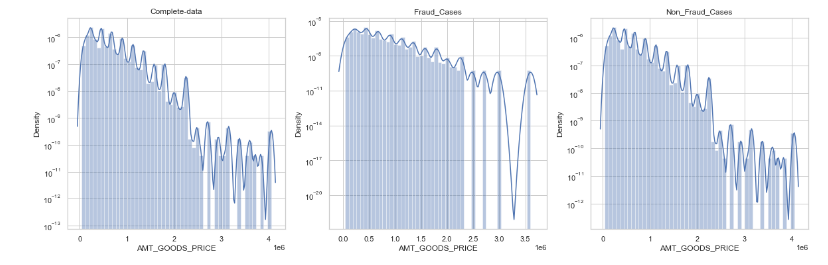 Complete-data
10⁻⁶
10⁻⁷
10⁻⁸
10⁻⁹
10⁻¹⁰
10⁻¹¹
10⁻¹²
10⁻¹³
Density
0 1 2 3 4
1e6
AMT_GOODS_PRICE
Fraud_Cases
10⁻⁵
10⁻⁸
10⁻¹¹
10⁻¹⁴
10⁻¹⁷
10⁻²⁰
Density
0.0 0.5 1.0 1.5 2.0 2.5 3.0 3.5
1e6
AMT_GOODS_PRICE
Non_Fraud_Cases
10⁻⁶
10⁻⁷
10⁻⁸
10⁻⁹
10⁻¹⁰
10⁻¹¹
10⁻¹²
Density
0 1 2 3 4
1e6
AMT_GOODS_PRICE